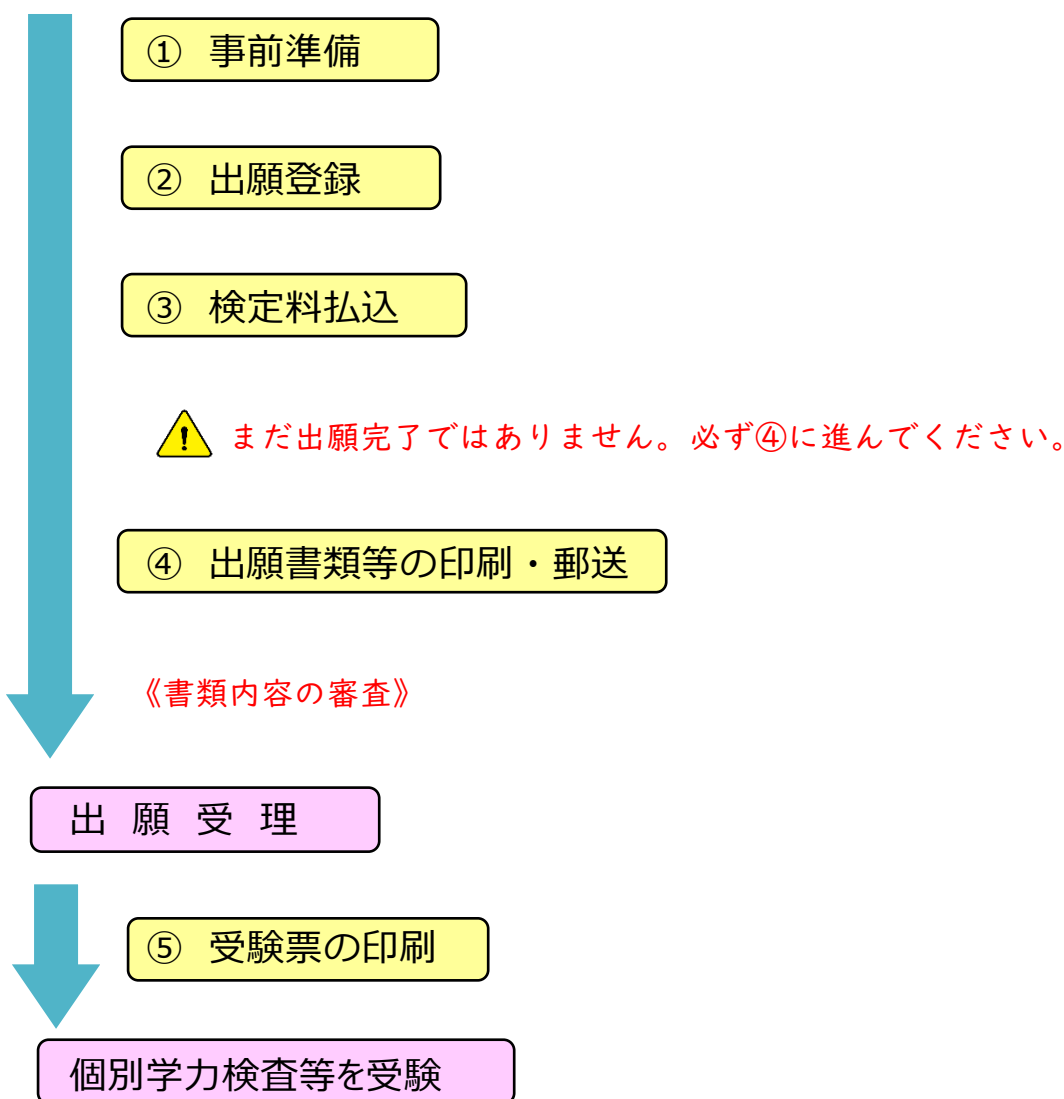 ① 事前準備
② 出願登録
③ 検定料払込
まだ出願完了ではありません。必ず④に進んでください。
④ 出願書類等の印刷・郵送
《書類内容の審査》
出 願 受 理
⑤ 受験票の印刷
個別学力検査等を受験